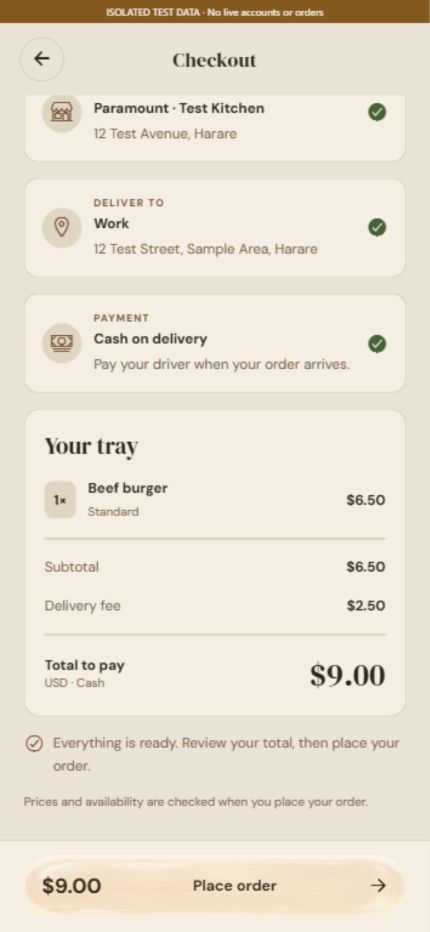 ISOLATED TEST DATA · No live accounts or orders
Checkout
Paramount · Test Kitchen
12 Test Avenue, Harare
DELIVER TO
Work
12 Test Street, Sample Area, Harare
PAYMENT
Cash on delivery
Pay your driver when your order arrives.
Your tray
1× Beef burger $6.50
Standard
Subtotal $6.50
Delivery fee $2.50
Total to pay $9.00
USD · Cash
Everything is ready. Review your total, then place your
order.
Prices and availability are checked when you place your order.
$9.00 Place order →